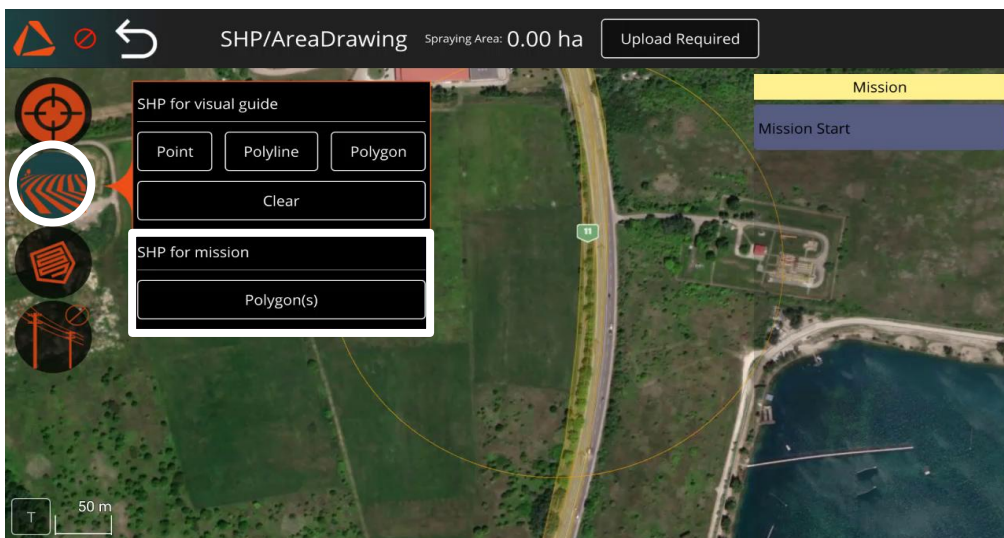 SHP/AreaDrawing Spraying Area: 0.00 ha Upload Required
SHP for visual guide
Point Polyline Polygon
Clear
SHP for mission
Polygon(s)
Mission
Mission Start
11
T 50 m